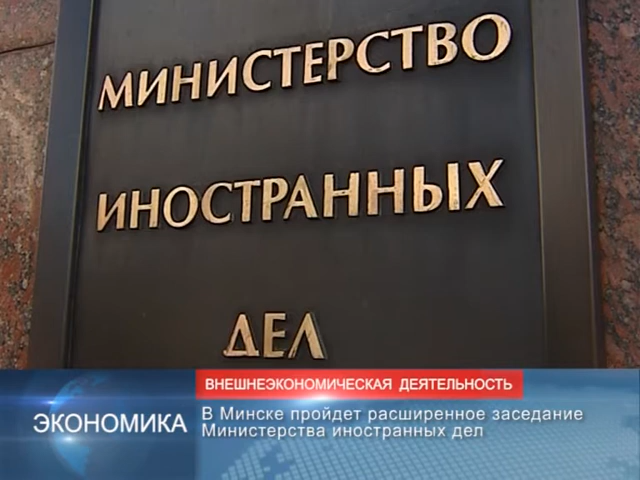 МИНИСТЕРСТВО
ИНОСТРАННЫХ
ДЕЛ
ВНЕШНЕЭКОНОМИЧЕСКАЯ ДЕЯТЕЛЬНОСТЬ
ЭКОНОМИКА
В Минске пройдет расширенное заседание
Министерства иностранных дел